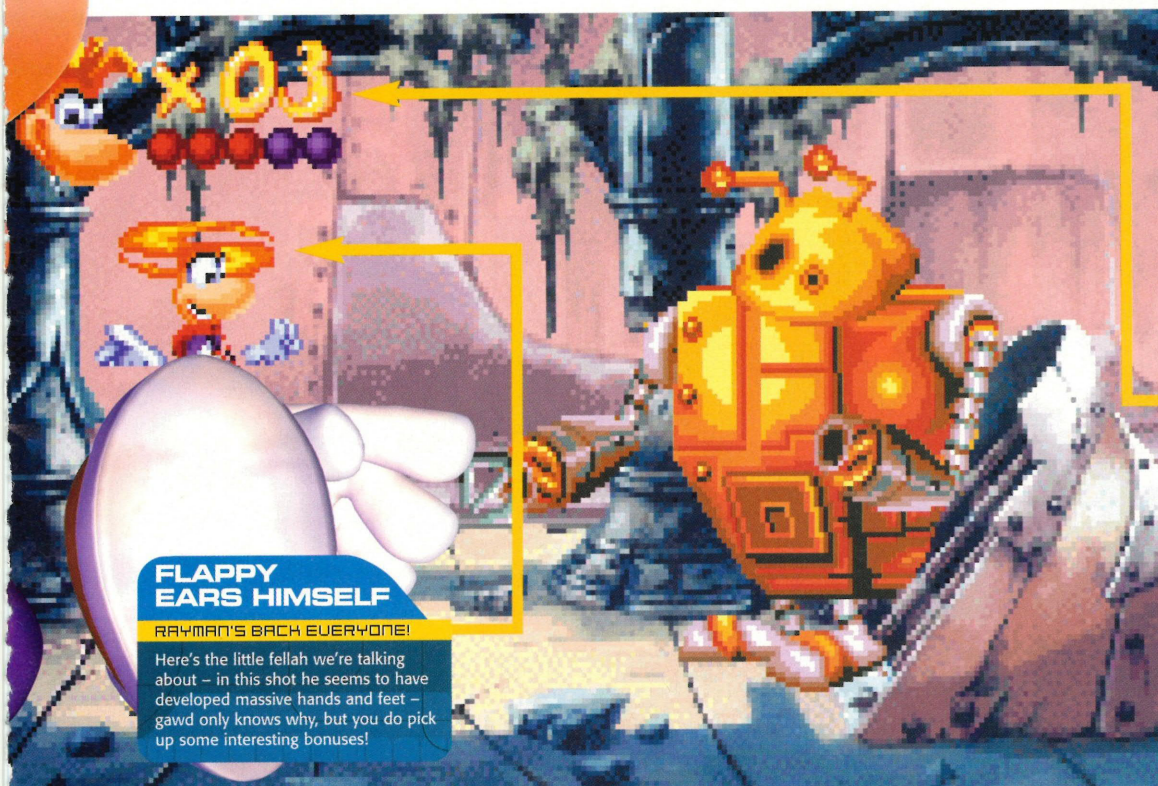 ×03
FLAPPY
EARS HIMSELF
RAYMAN'S BACK EVERYONE!
Here's the little fellah we're talking
about – in this shot he seems to have
developed massive hands and feet –
gawd only knows why, but you do pick
up some interesting bonuses!